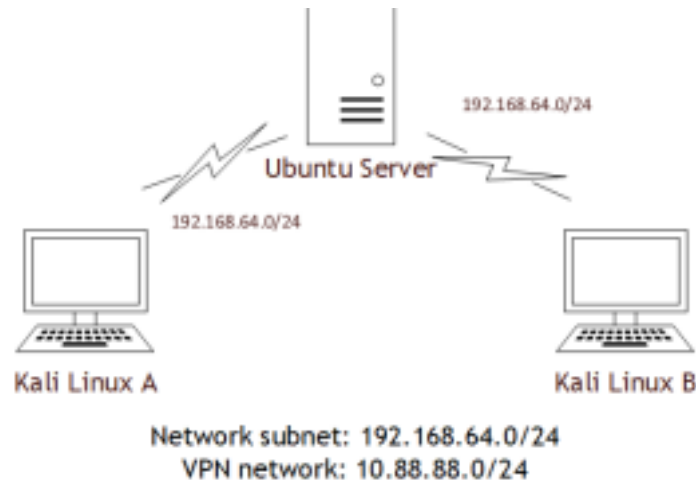 192.168.64.0/24
Ubuntu Server
192.168.64.0/24
Kali Linux A
Kali Linux B
Network subnet: 192.168.64.0/24
VPN network: 10.88.88.0/24